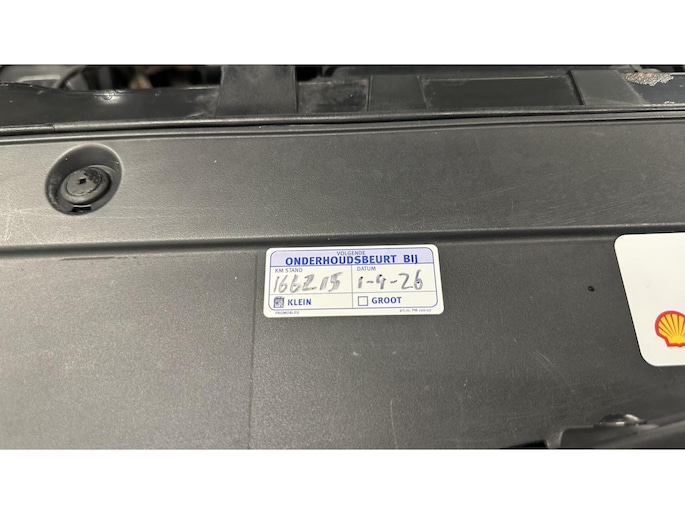 VOLGENDE
ONDERHOUDSBEURT BIJ
KM STAND DATUM
166215 1-4-26
KLEIN GROOT